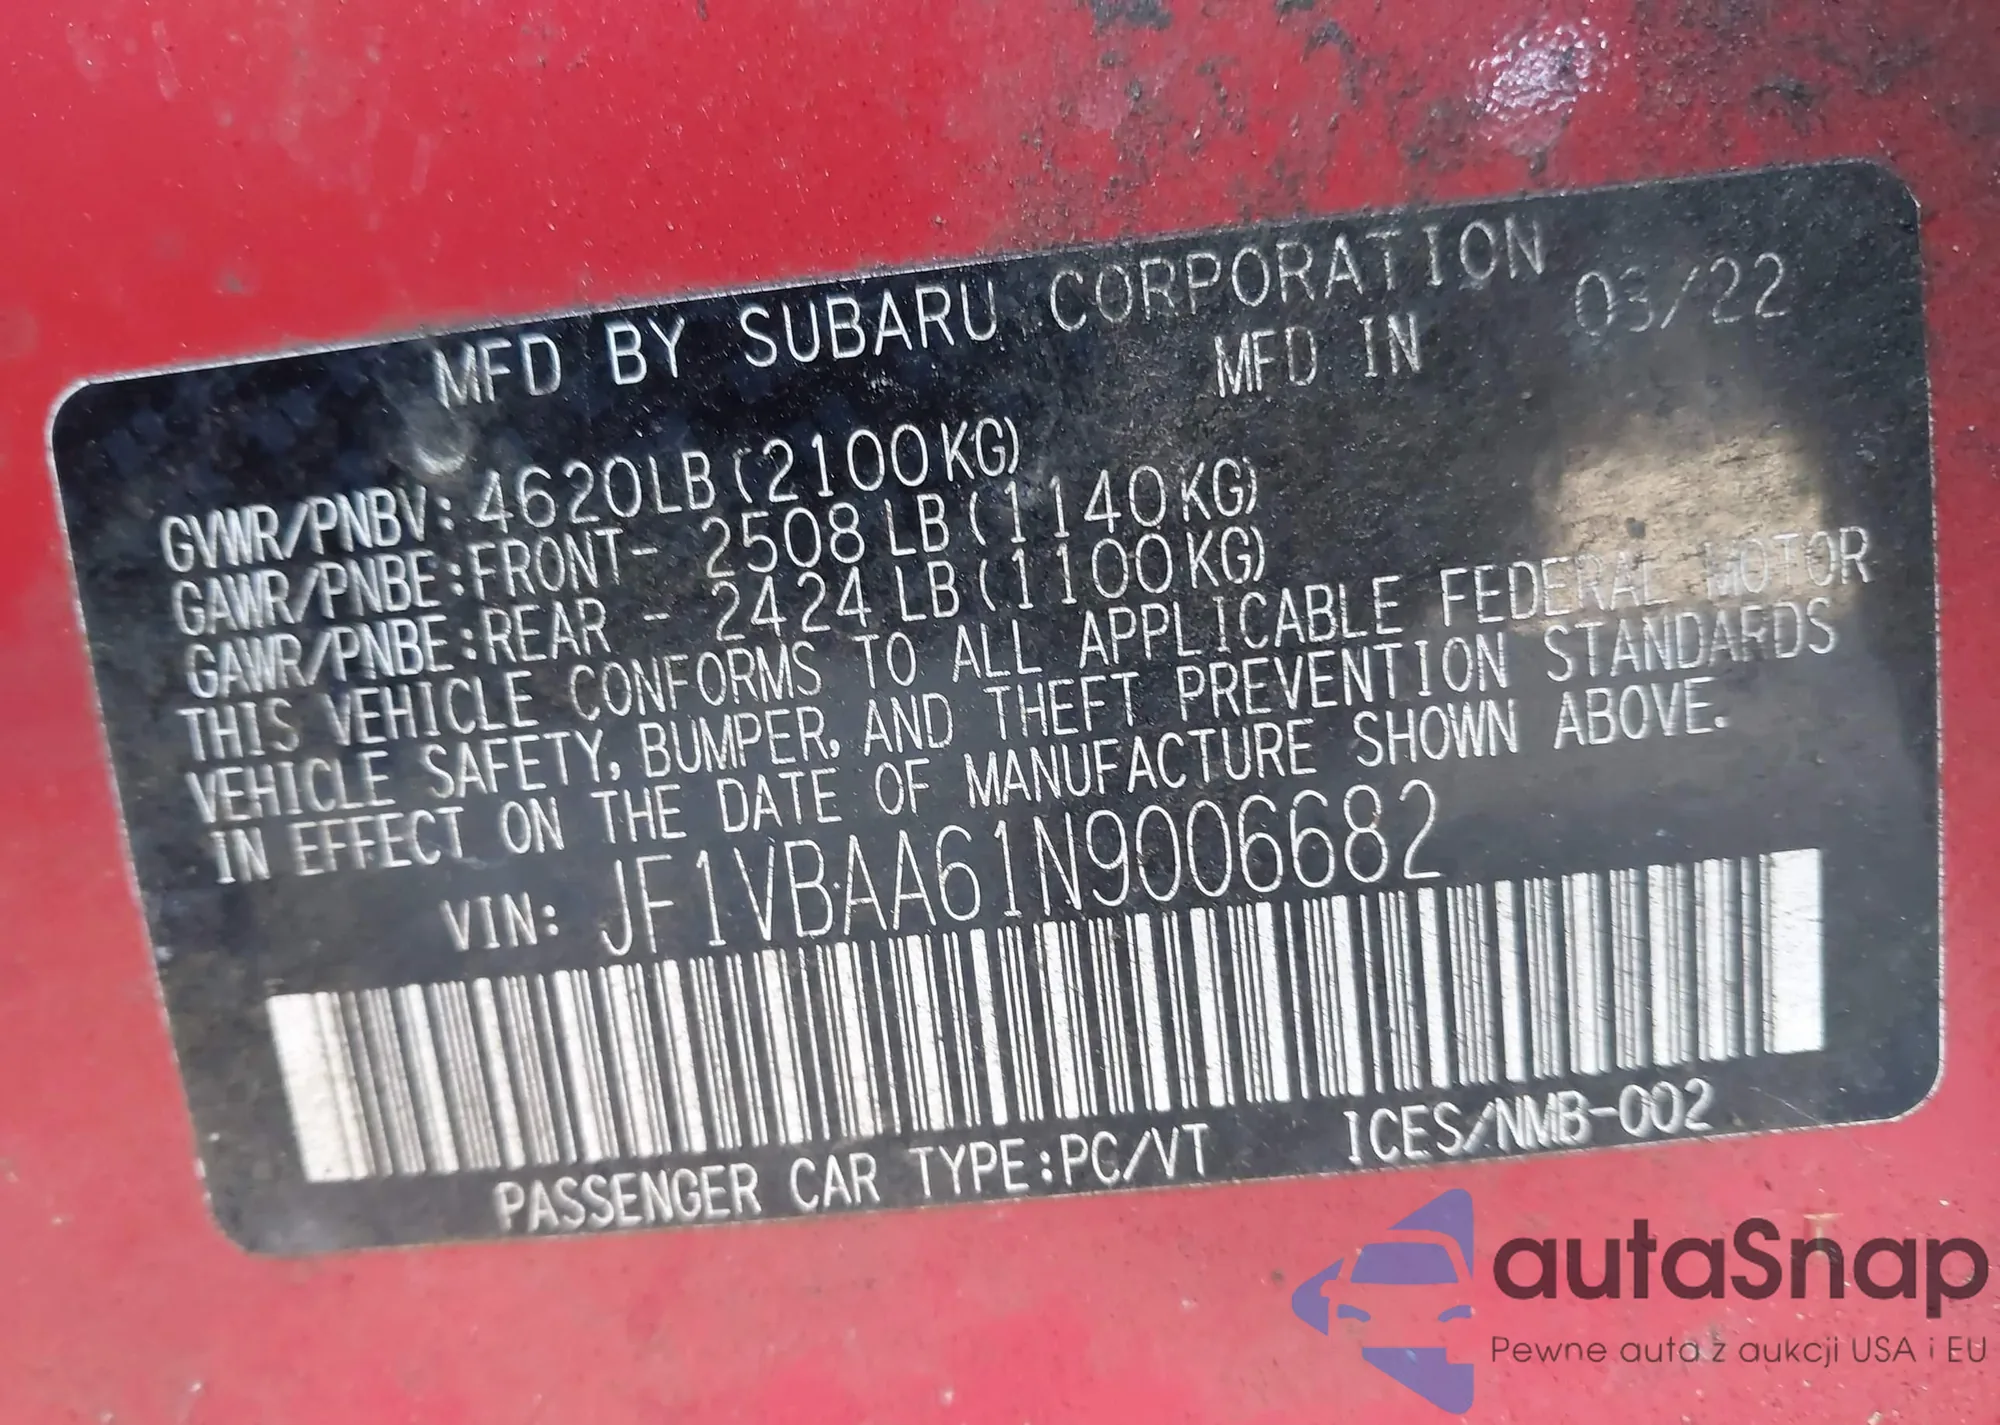 MFD BY SUBARU CORPORATION
MFD IN 03/22
GVWR/PNBV: 4620LB (2100KG)
GAWR/PNBE:FRONT- 2508 LB (1140KG)
GAWR/PNBE:REAR - 2424 LB (1100KG)
THIS VEHICLE CONFORMS TO ALL APPLICABLE FEDERAL MOTOR
VEHICLE SAFETY, BUMPER, AND THEFT PREVENTION STANDARDS
IN EFFECT ON THE DATE OF MANUFACTURE SHOWN ABOVE.
VIN: JF1VBAA61N9006682
PASSENGER CAR TYPE:PC/VT ICES/NMB-002
autaSnap
Pewne auta z aukcji USA i EU